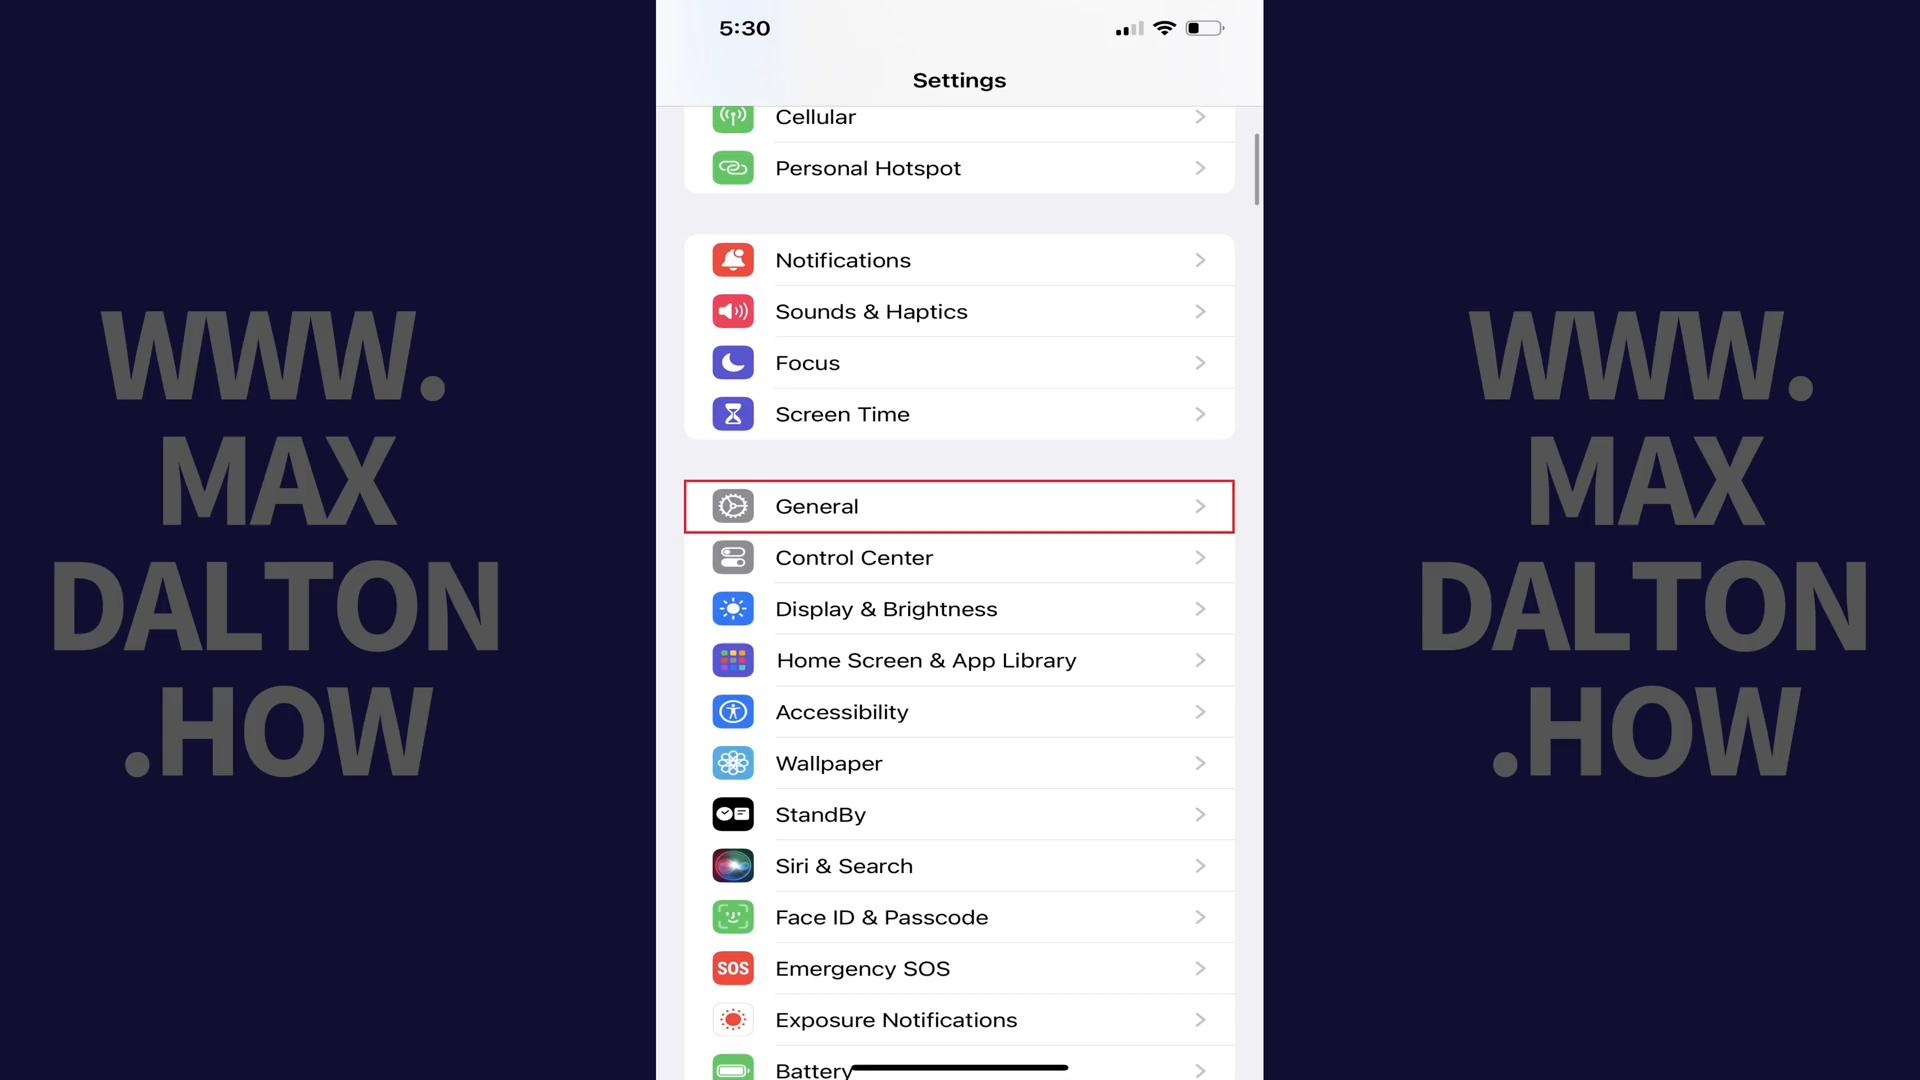 5:30
Settings
Cellular
Personal Hotspot
Notifications
Sounds & Haptics
Focus
Screen Time
General
Control Center
Display & Brightness
Home Screen & App Library
Accessibility
Wallpaper
StandBy
Siri & Search
Face ID & Passcode
SOS Emergency SOS
Exposure Notifications
Battery
WWW.
MAX
DALTON
.HOW
WWW.
MAX
DALTON
.HOW